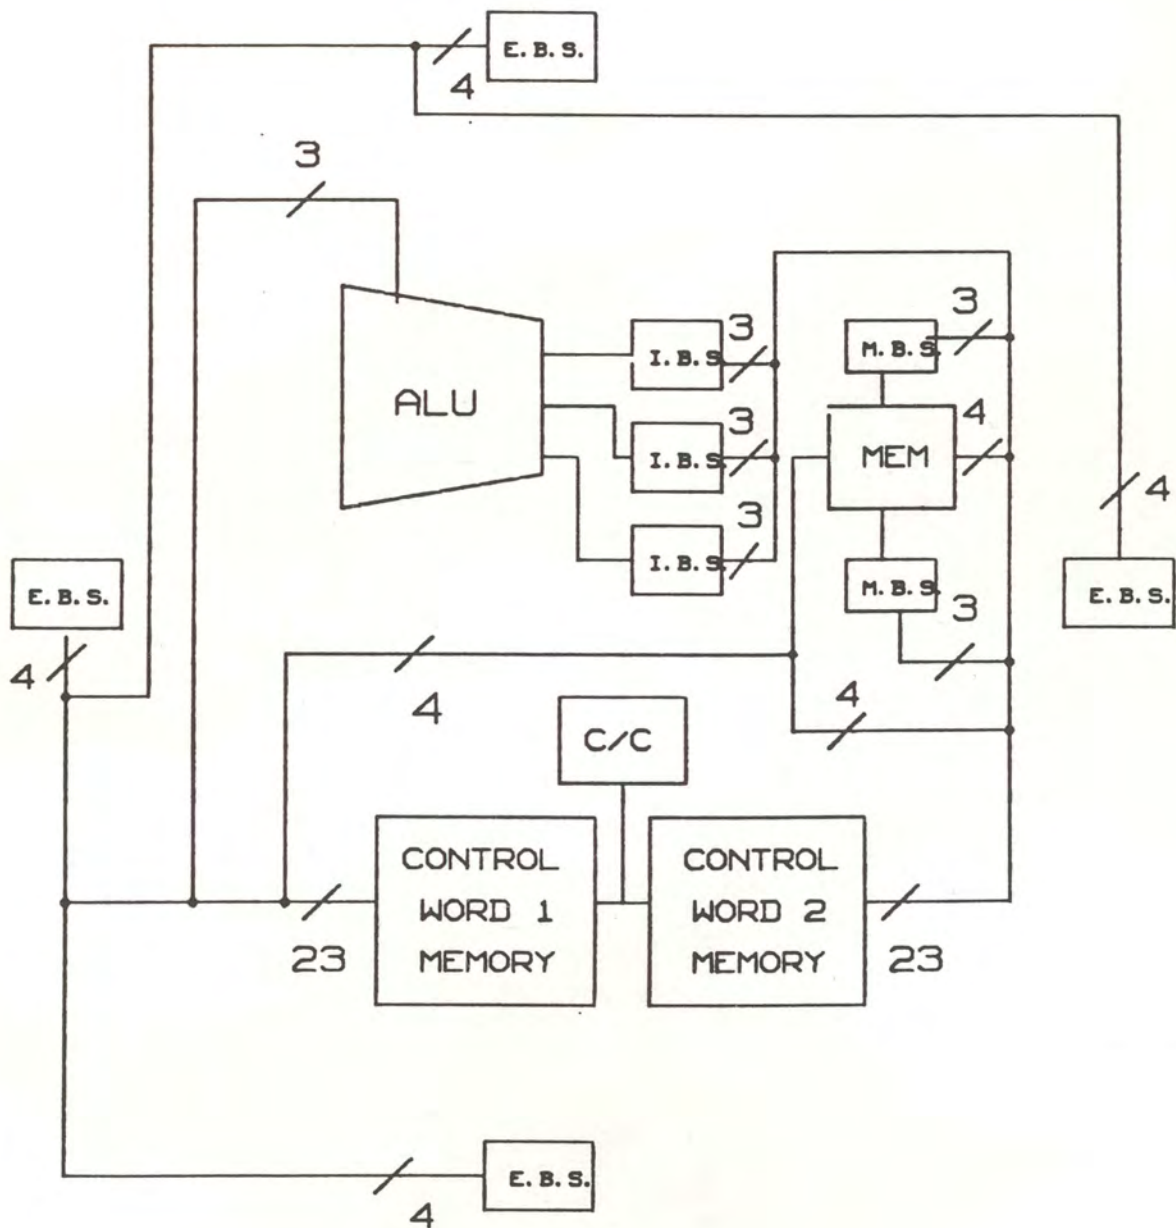 E.B.S.
4
3
3
3
I.B.S.
M.B.S.
ALU
3
4
I.B.S.
MEM
4
3
I.B.S.
E.B.S.
M.B.S.
3
E.B.S.
4
4
4
C/C
CONTROL
WORD 1
MEMORY
CONTROL
WORD 2
MEMORY
23
23
E.B.S.
4